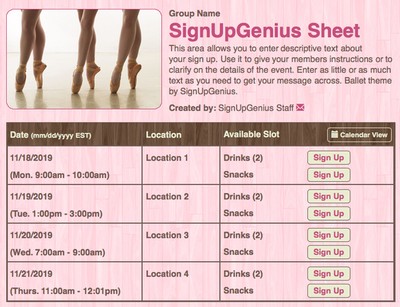 Group Name
SignUpGenius Sheet
This area allows you to enter descriptive text about
your sign up. Use it to give your members instructions or to
clarify on the details of the event. Enter as little or as much
text as you need to get your message across. Ballet theme
by SignUpGenius.
Created by: SignUpGenius Staff
Date (mm/dd/yyyy EST) Location Available Slot Calendar View
11/18/2019 Location 1 Drinks (2) Sign Up
(Mon. 9:00am - 10:00am) Snacks Sign Up
11/19/2019 Location 2 Drinks (2) Sign Up
(Tue. 1:00pm - 3:00pm) Snacks Sign Up
11/20/2019 Location 3 Drinks (2) Sign Up
(Wed. 7:00am - 9:00am) Snacks Sign Up
11/21/2019 Location 4 Drinks (2) Sign Up
(Thurs. 11:00am - 12:01pm) Snacks Sign Up